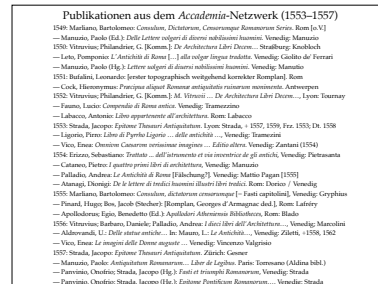 Publikationen aus dem Accademia-Netzwerk (1553–1557)
1549: Marliano, Bartolomeo: Consulum, Dictatorum, Censorumque Romanorum Series. Rom [o.V.]
— Manuzio, Paolo (Ed.): Delle Lettere volgari di diversi nobilissimi huomini. Venedig: Manuzio
1550: Vitruvius; Philandrier, G. [Komm.]: De Architectura Libri Decem… Straßburg: Knobloch
— Leto, Pomponio: L'Antichità di Roma […] alla volgar lingua tradotta. Venedig: Giolito de' Ferrari
— Manuzio, Paolo (Hg.): Lettere volgari nobilissimi huomini. Venedig: Manutio
1551: Bufalini, Leonardo: [erster topographisch weitgehend korrekter Romplan]. Rom
— Cock, Hieronymus: Praecipua aliquot Romanae antiquitatis ruinarum monimenta. Antwerpen
1552: Vitruvius; Philandrier, G. [Komm.]: M. Vitruvii … De Architectura Libri Decem…, Lyon: Tournay
— Fauno, Lucio: Compendio di Roma antica. Venedig: Tramezzino
— Labacco, Antonio: Libro appartenente all'architettura. Rom: Labacco
1553: Strada, Jacopo: Epitome Thesauri Antiquitatum. Lyon: Strada, + 1557, 1559, Frz. 1553; Dt. 1558
— Ligorio, Pirro: Libro di Pyrrho Ligorio … delle antichità …, Venedig: Tramezini
— Vico, Enea: Omnium Caesarum verissimae imagines … Editio altera. Venedig: Zantani (1554)
— 1554: Erizzo, Sebastiano: Trattato … dell'istrumento et via inventrice de gli antichi, Venedig: Pietrasanta
— Cataneo, Pietro: I quattro primi libri di architettura, Venedig: Manuzio
— Palladio, Andrea: Le Antichità di Roma [Fälschung?]. Venedig: Mattio Pagan [1555]
— Atanagi, Dionigi: De le lettere di tredici huomini illustri libri tredici. Rom: Dorico / Venedig
1555: Marliano, Bartolomeo: Consulum, dictatorum censorumque [- Fasti capitolini], Venedig: Gryphius
— Pinard, Hugo; Bos, Jacob (Stecher): [Romplan, Georges d'Armagnac ded.], Rom: Lafréry
— Apollodorus; Egio, Benedetto (Ed.): Apollodori Atheniensis Bibliotheces, Rom: Blado
1556: Vitruvius; Barbaro, Daniele; Palladio, Andrea: I dieci libri dell'Architettura…, Venedig: Marcolini
— Aldrovandi, U.: Delle statue antiche… In: Mauro, L.: Le Antichità…, Venedig: Ziletti, +1558, 1562
— Vico, Enea: Le imagini delle Donne auguste … Venedig: Vincenzo Valgrisio
1557: Strada, Jacopo: Epitome Thesauri Antiquitatum. Zürich: Gesner
— Manuzio, Paolo: Antiquitatum Romanorum… Liber de Legibus. Paris: Torresano (Aldina bibl.)
— Panvinio, Onofrio; Strada, Jacopo (Hg.): Fasti et triumphi Romanorum, Venedig: Strada
— Panvinio, Onofrio; Strada, Jacopo (Hg.): Epitome Pontificum Romanorum…, Venedig: Strada